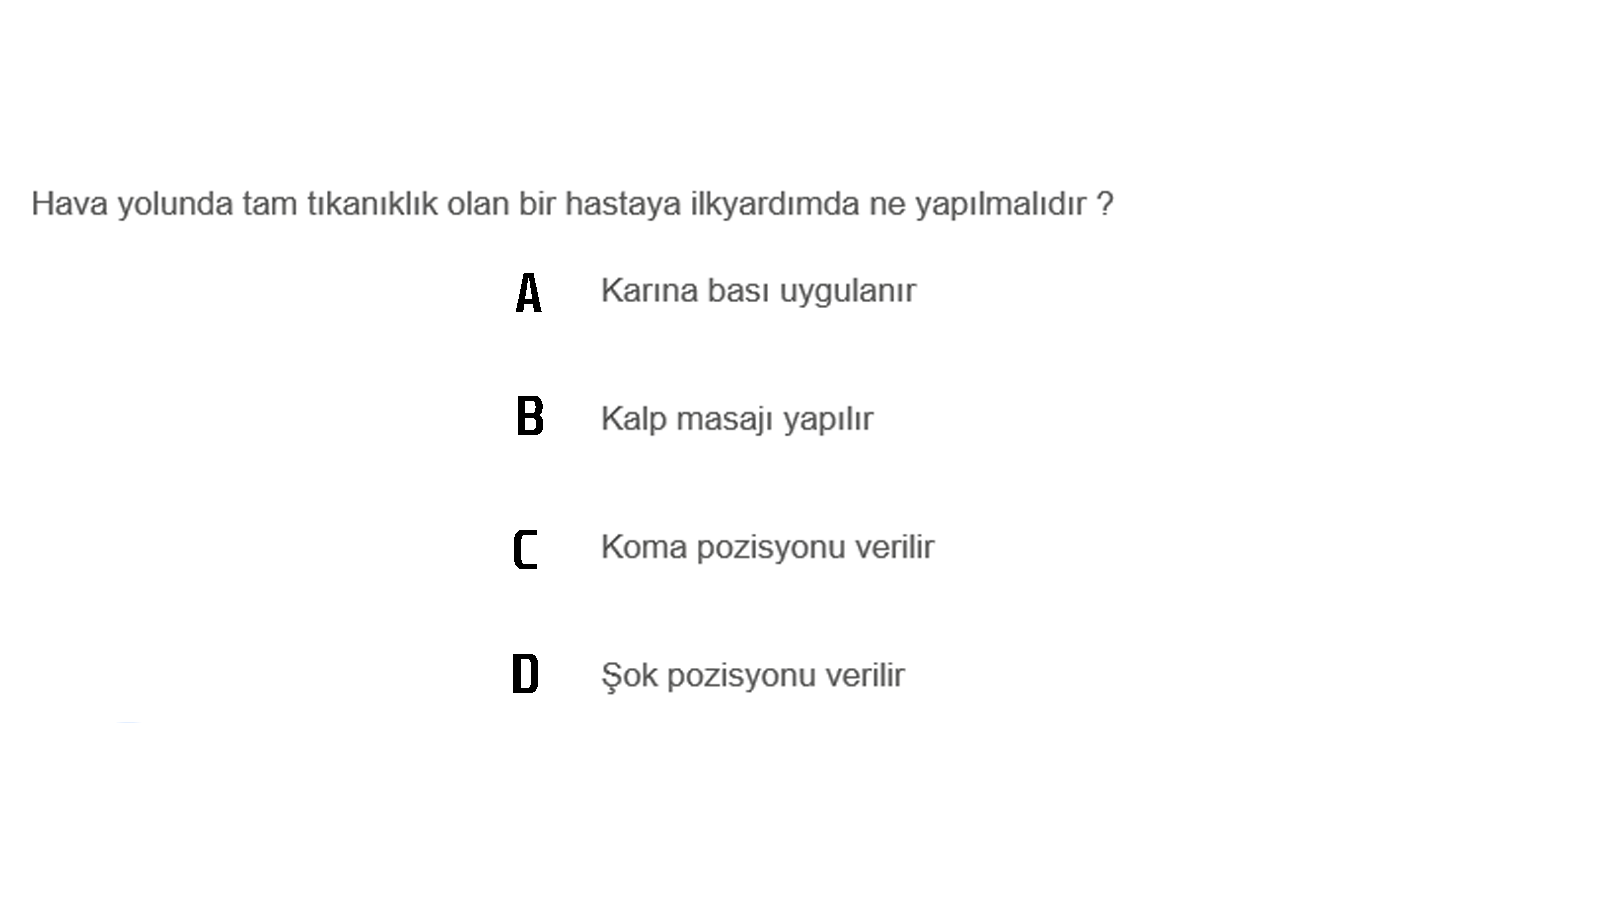 Hava yolunda tam tıkanıklık olan bir hastaya ilkyardımda ne yapılmalıdır ?
A Karına bası uygulanır
B Kalp masajı yapılır
C Koma pozisyonu verilir
D Şok pozisyonu verilir